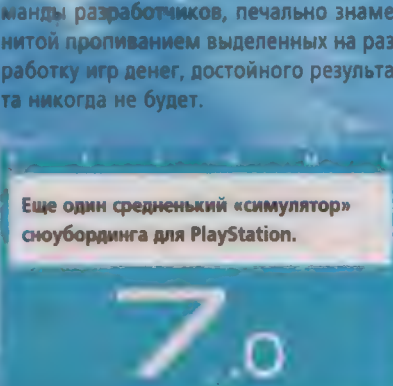 манды разработчиков, печально знаме
нитой пропиванием выделенных на раз
работку игр денег, достойного результа
та никогда не будет.
Еще один средненький «симулятор»
сноубординга для PlayStation.
7.0